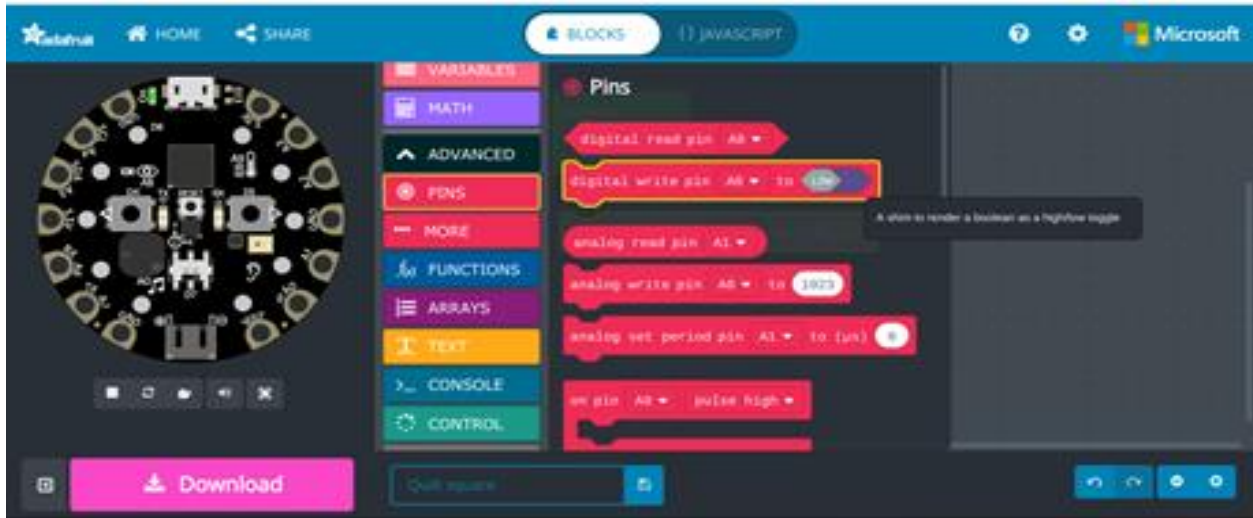 adafruit HOME SHARE BLOCKS {} JAVASCRIPT Microsoft
VARIABLES
MATH
ADVANCED
PINS
MORE
FUNCTIONS
ARRAYS
TEXT
CONSOLE
CONTROL
Pins
digital read pin A0
digital write pin A0 to low
A shim to render a boolean as a high/low toggle
analog read pin A1
analog write pin A0 to 1023
analog set period pin A1 to (µs) 0
on pin A0 pulse high
Download
Quilt square